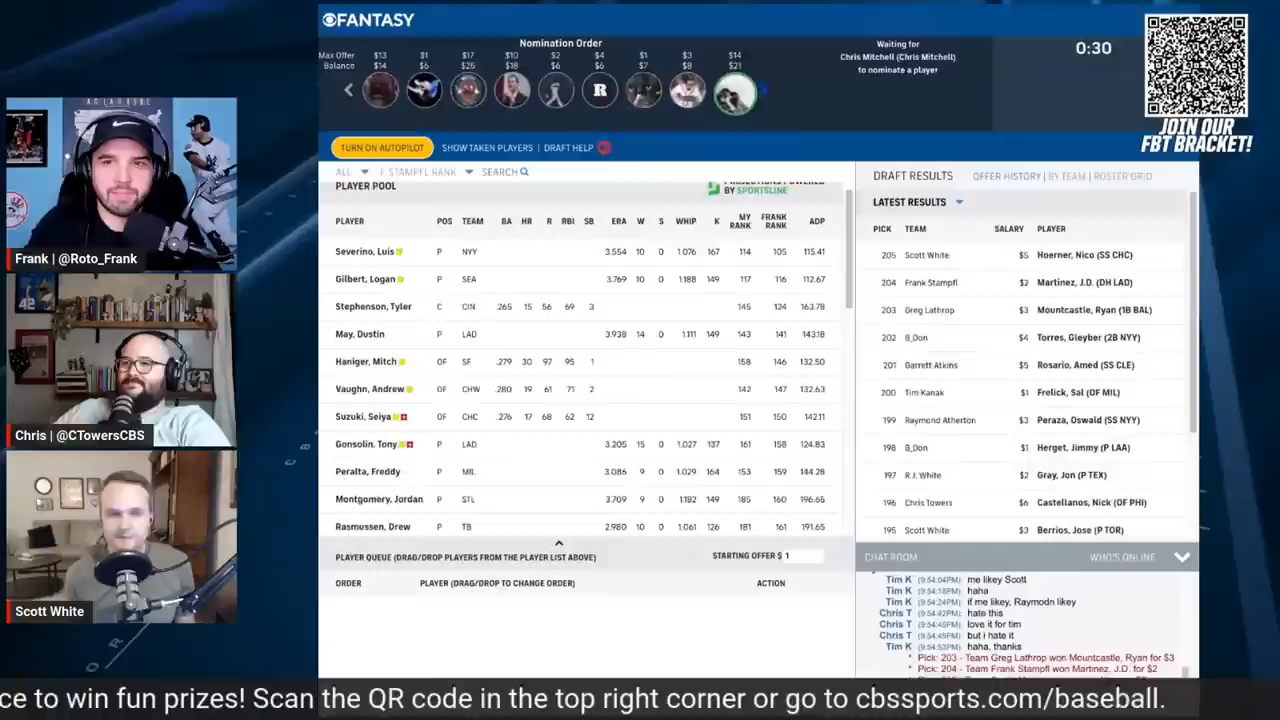 FANTASY
Nomination Order
Max Offer $13 $1 $17 $10 $2 $4 $1 $3 $14
Balance $14 $6 $25 $18 $6 $6 $7 $8 $21
R
Waiting for
Chris Mitchell (Chris Mitchell)
to nominate a player
0:30
JOIN OUR
FBT BRACKET!
TURN ON AUTOPILOT SHOW TAKEN PLAYERS | DRAFT HELP
ALL F STAMPFL RANK SEARCH
PLAYER POOL
PROJECTIONS POWERED
BY SPORTSLINE
PLAYER POS TEAM BA HR R RBI SB ERA W S WHIP K MY RANK FRANK RANK ADP
Severino, Luis P NYY 3.554 10 0 1.076 167 114 105 115.41
Gilbert, Logan P SEA 3.769 10 0 1.188 149 117 116 112.67
Stephenson, Tyler C CIN .265 15 56 69 3 145 124 163.78
May, Dustin P LAD 3.938 14 0 1.111 149 143 141 143.18
Haniger, Mitch OF SF .279 30 97 95 1 158 146 132.50
Vaughn, Andrew OF CHW .280 19 61 71 2 142 147 132.63
Suzuki, Seiya OF CHC .276 17 68 62 12 151 150 142.11
Gonsolin, Tony P LAD 3.205 15 0 1.027 137 161 158 124.83
Peralta, Freddy P MIL 3.086 9 0 1.029 164 153 159 144.28
Montgomery, Jordan P STL 3.709 9 0 1.182 149 185 160 196.65
Rasmussen, Drew P TB 2.980 10 0 1.061 126 181 161 191.65
PLAYER QUEUE (DRAG/DROP PLAYERS FROM THE PLAYER LIST ABOVE) STARTING OFFER $ 1
ORDER PLAYER (DRAG/DROP TO CHANGE ORDER) ACTION
DRAFT RESULTS OFFER HISTORY | BY TEAM | ROSTER GRID
LATEST RESULTS
PICK TEAM SALARY PLAYER
205 Scott White $5 Hoerner, Nico (SS CHC)
204 Frank Stampfl $2 Martinez, J.D. (DH LAD)
203 Greg Lathrop $3 Mountcastle, Ryan (1B BAL)
202 B_Don $4 Torres, Gleyber (2B NYY)
201 Garrett Atkins $5 Rosario, Amed (SS CLE)
200 Tim Kanak $1 Frelick, Sal (OF MIL)
199 Raymond Atherton $3 Peraza, Oswald (SS NYY)
198 B_Don $1 Herget, Jimmy (P LAA)
197 R.J. White $2 Gray, Jon (P TEX)
196 Chris Towers $6 Castellanos, Nick (OF PHI)
195 Scott White $3 Berrios, Jose (P TOR)
CHAT ROOM WHO'S ONLINE
Tim K (9:54:04PM): me likey Scott
Tim K (9:54:18PM): haha
Tim K (9:54:24PM): if me likey, Raymodn likey
Chris T (9:54:42PM): hate this
Chris T (9:54:45PM): love it for tim
Chris T (9:54:49PM): but i hate it
Tim K (9:54:53PM): haha, thanks
* Pick: 203 - Team Greg Lathrop won Mountcastle, Ryan for $3
* Pick: 204 - Team Frank Stampfl won Martinez, J.D. for $2
Frank | @Roto_Frank
Chris | @CTowersCBS
Scott White
ce to win fun prizes! Scan the QR code in the top right corner or go to cbssports.com/baseball.